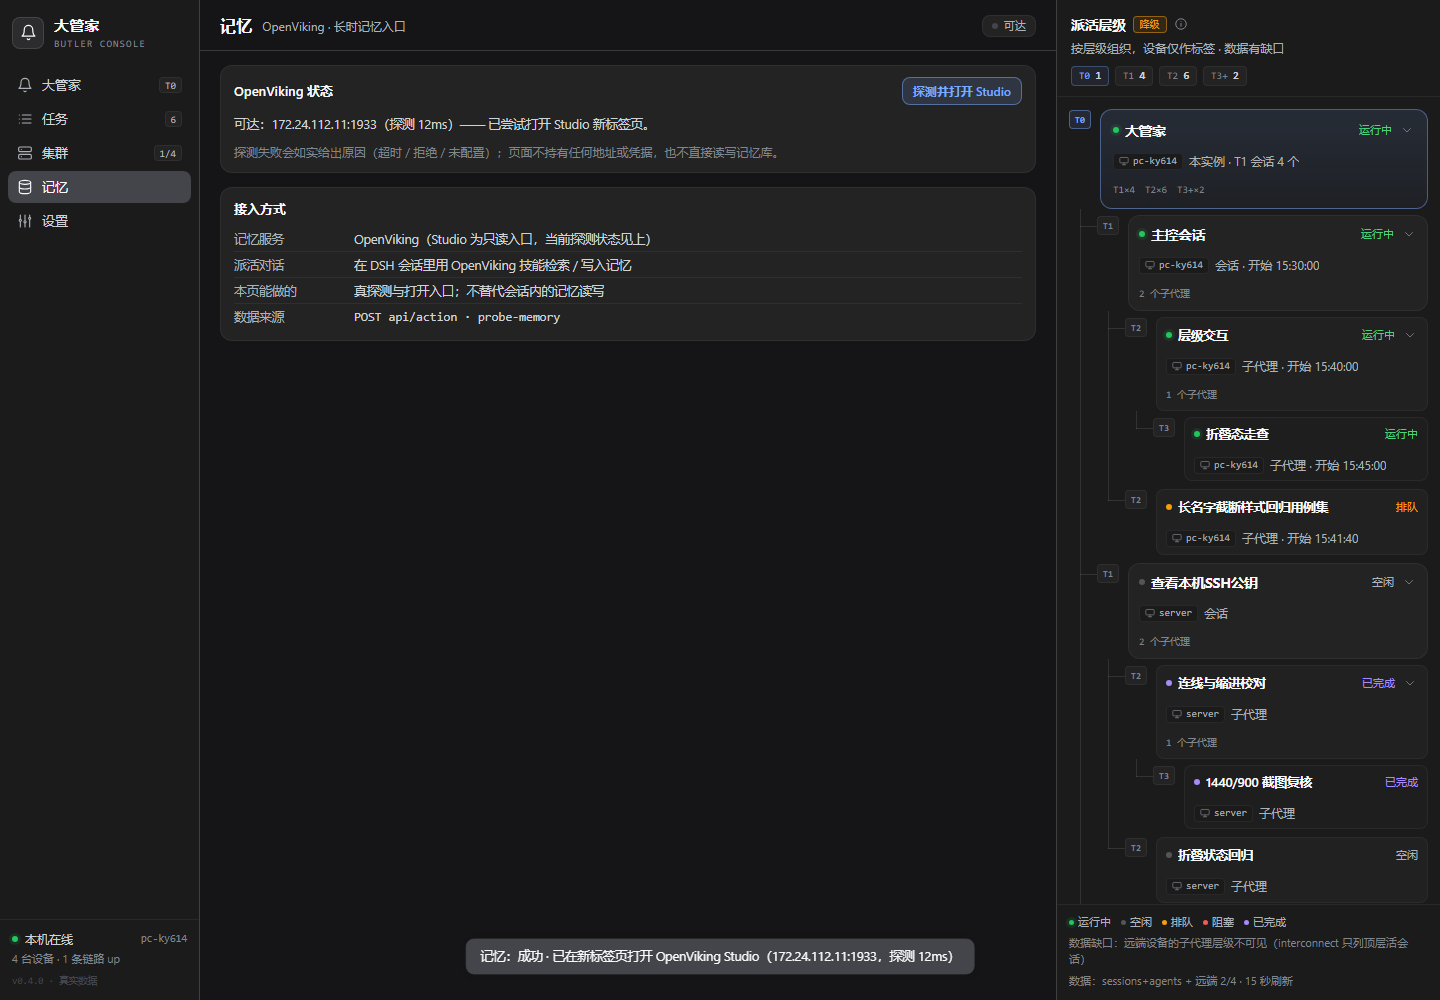 大管家
BUTLER CONSOLE
大管家 T0
任务 6
集群 1/4
记忆
设置
本机在线 pc-ky614
4 台设备 · 1 条链路 up
v0.4.0 · 真实数据
记忆 OpenViking · 长时记忆入口 可达
OpenViking 状态 探测并打开 Studio
可达：172.24.112.11:1933（探测 12ms）—— 已尝试打开 Studio 新标签页。
探测失败会如实给出原因（超时 / 拒绝 / 未配置）；页面不持有任何地址或凭据，也不直接读写记忆库。
接入方式
记忆服务 OpenViking（Studio 为只读入口，当前探测状态见上）
派活对话 在 DSH 会话里用 OpenViking 技能检索 / 写入记忆
本页能做的 真探测与打开入口；不替代会话内的记忆读写
数据来源 POST api/action · probe-memory
记忆：成功 · 已在新标签页打开 OpenViking Studio（172.24.112.11:1933，探测 12ms）
派活层级 降级
按层级组织，设备仅作标签 · 数据有缺口
T0 1 T1 4 T2 6 T3+ 2
T0 大管家 运行中
pc-ky614 本实例 · T1 会话 4 个
T1×4 T2×6 T3+×2
T1 主控会话 运行中
pc-ky614 会话 · 开始 15:30:00
2 个子代理
T2 层级交互 运行中
pc-ky614 子代理 · 开始 15:40:00
1 个子代理
T3 折叠态走查 运行中
pc-ky614 子代理 · 开始 15:45:00
T2 长名字截断样式回归用例集 排队
pc-ky614 子代理 · 开始 15:41:40
T1 查看本机SSH公钥 空闲
server 会话
2 个子代理
T2 连线与缩进校对 已完成
server 子代理
1 个子代理
T3 1440/900 截图复核 已完成
server 子代理
T2 折叠状态回归 空闲
server 子代理
运行中 空闲 排队 阻塞 已完成
数据缺口：远端设备的子代理层级不可见（interconnect 只列顶层活会
话）
数据：sessions+agents + 远端 2/4 · 15 秒刷新